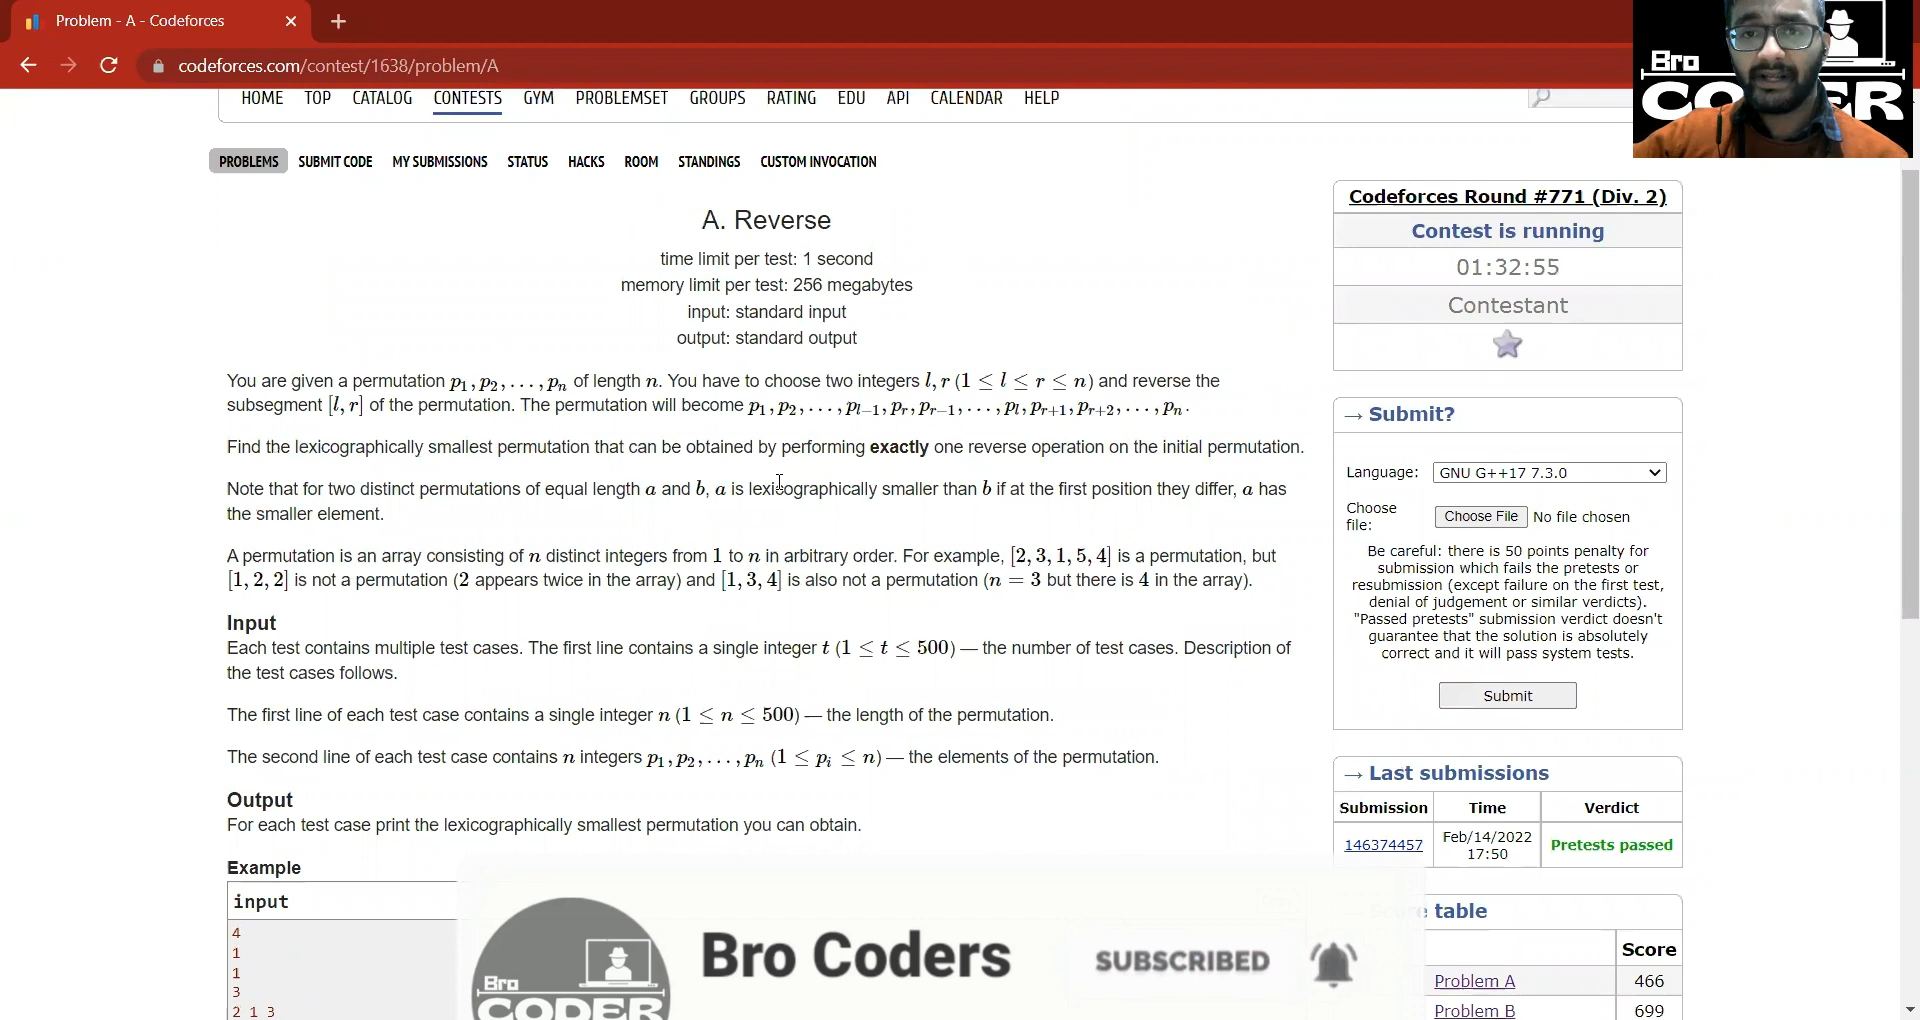 Problem - A - Codeforces
codeforces.com/contest/1638/problem/A
Bro
CODER
HOME TOP CATALOG CONTESTS GYM PROBLEMSET GROUPS RATING EDU API CALENDAR HELP
PROBLEMS SUBMIT CODE MY SUBMISSIONS STATUS HACKS ROOM STANDINGS CUSTOM INVOCATION
A. Reverse
time limit per test: 1 second
memory limit per test: 256 megabytes
input: standard input
output: standard output
You are given a permutation p₁, p₂, . . . , pₙ of length n. You have to choose two integers l, r (1 ≤ l ≤ r ≤ n) and reverse the
subsegment [l, r] of the permutation. The permutation will become p₁, p₂, . . . , pₗ₋₁, pᵣ, pᵣ₋₁, . . . , pₗ, pᵣ₊₁, pᵣ₊₂, . . . , pₙ.
Find the lexicographically smallest permutation that can be obtained by performing exactly one reverse operation on the initial permutation.
Note that for two distinct permutations of equal length a and b, a is lexicographically smaller than b if at the first position they differ, a has
the smaller element.
A permutation is an array consisting of n distinct integers from 1 to n in arbitrary order. For example, [2, 3, 1, 5, 4] is a permutation, but
[1, 2, 2] is not a permutation (2 appears twice in the array) and [1, 3, 4] is also not a permutation (n = 3 but there is 4 in the array).
Input
Each test contains multiple test cases. The first line contains a single integer t (1 ≤ t ≤ 500) — the number of test cases. Description of
the test cases follows.
The first line of each test case contains a single integer n (1 ≤ n ≤ 500) — the length of the permutation.
The second line of each test case contains n integers p₁, p₂, . . . , pₙ (1 ≤ pᵢ ≤ n) — the elements of the permutation.
Output
For each test case print the lexicographically smallest permutation you can obtain.
Example
input
4
1
1
3
2 1 3
Codeforces Round #771 (Div. 2)
Contest is running
01:32:55
Contestant
→ Submit?
Language: GNU G++17 7.3.0
Choose
file: Choose File No file chosen
Be careful: there is 50 points penalty for
submission which fails the pretests or
resubmission (except failure on the first test,
denial of judgement or similar verdicts).
"Passed pretests" submission verdict doesn't
guarantee that the solution is absolutely
correct and it will pass system tests.
Submit
→ Last submissions
Submission Time Verdict
146374457 Feb/14/2022 17:50 Pretests passed
table
Score
Problem A 466
Problem B 699
Bro
CODER
Bro Coders
SUBSCRIBED